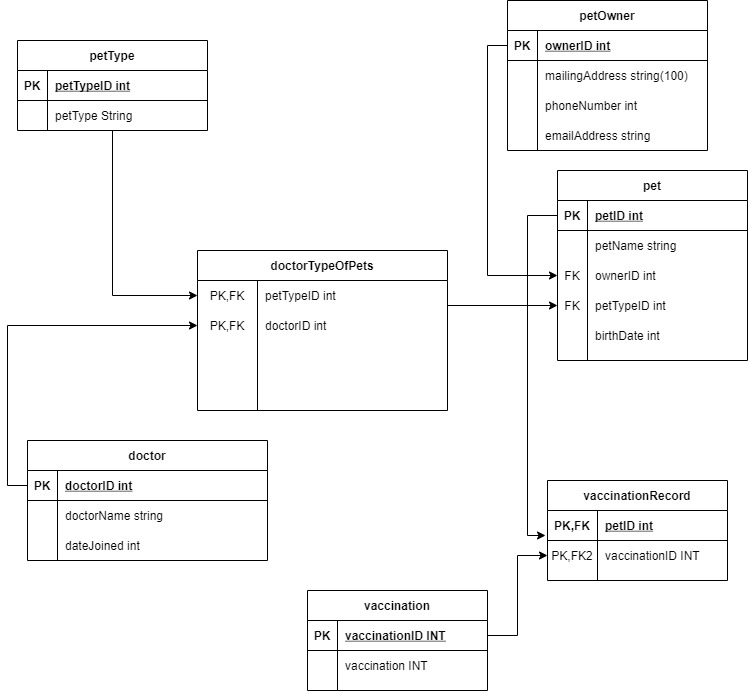 petOwner
PK ownerID int
mailingAddress string(100)
phoneNumber int
emailAddress string
petType
PK petTypeID int
petType String
pet
PK petID int
petName string
FK ownerID int
FK petTypeID int
birthDate int
doctorTypeOfPets
PK,FK petTypeID int
PK,FK doctorID int
doctor
PK doctorID int
doctorName string
dateJoined int
vaccinationRecord
PK,FK petID int
PK,FK2 vaccinationID INT
vaccination
PK vaccinationID INT
vaccination INT